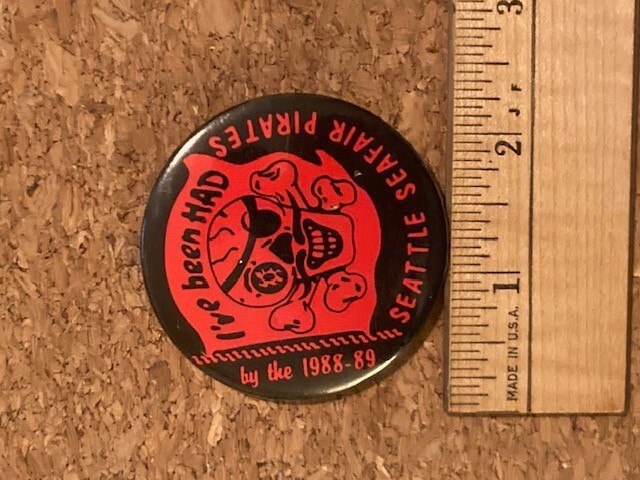 I've been HAD
by the 1988-89
SEATTLE SEAFAIR PIRATES
1
2
3
MADE IN U.S.A.
J F